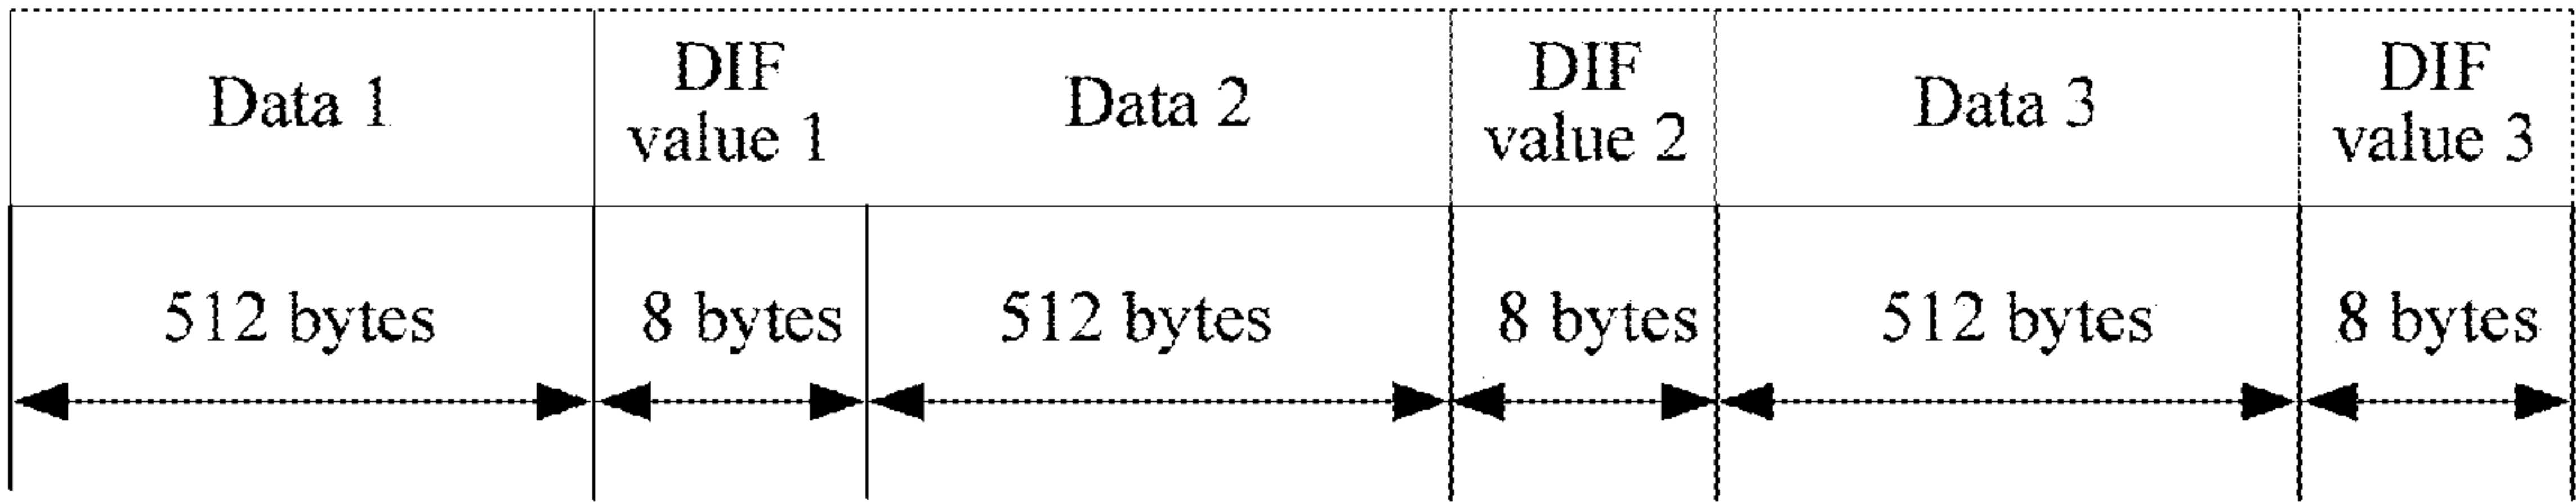 Data 1
DIF
value 1
Data 2
DIF
value 2
Data 3
DIF
value 3
512 bytes
8 bytes
512 bytes
8 bytes
512 bytes
8 bytes